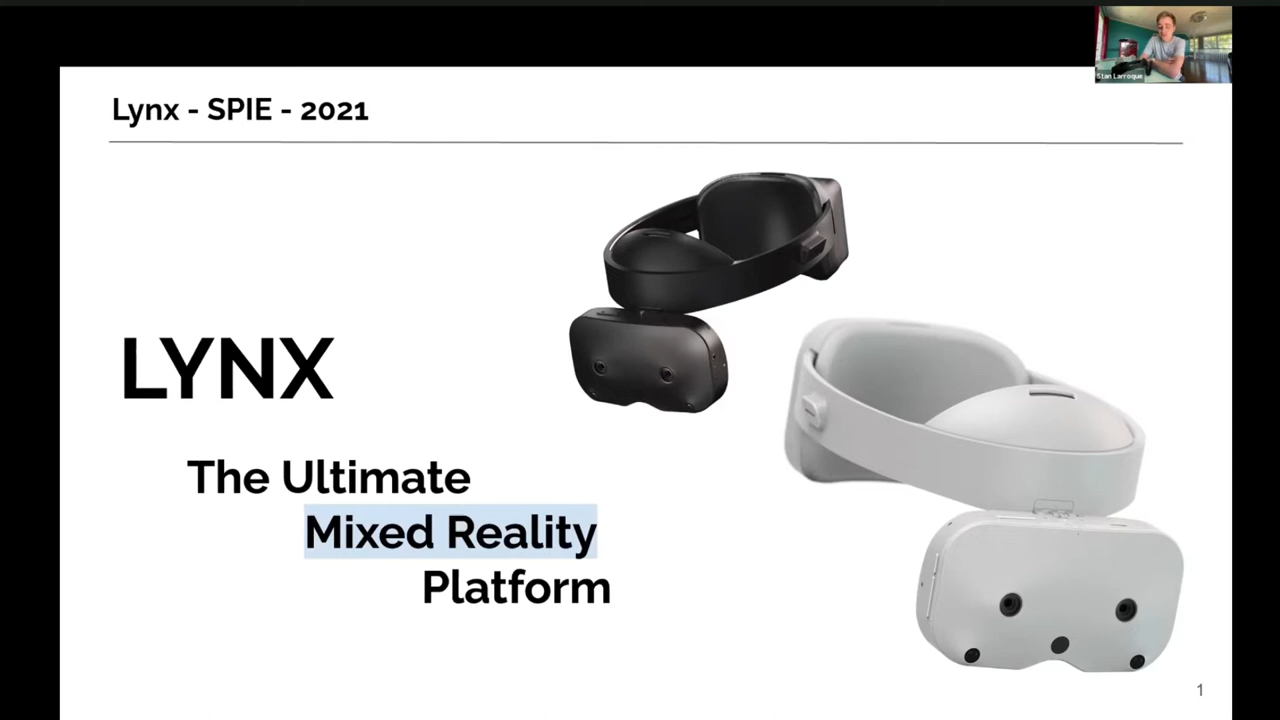 Stan Larroque
Lynx - SPIE - 2021
LYNX
The Ultimate
Mixed Reality
Platform
1